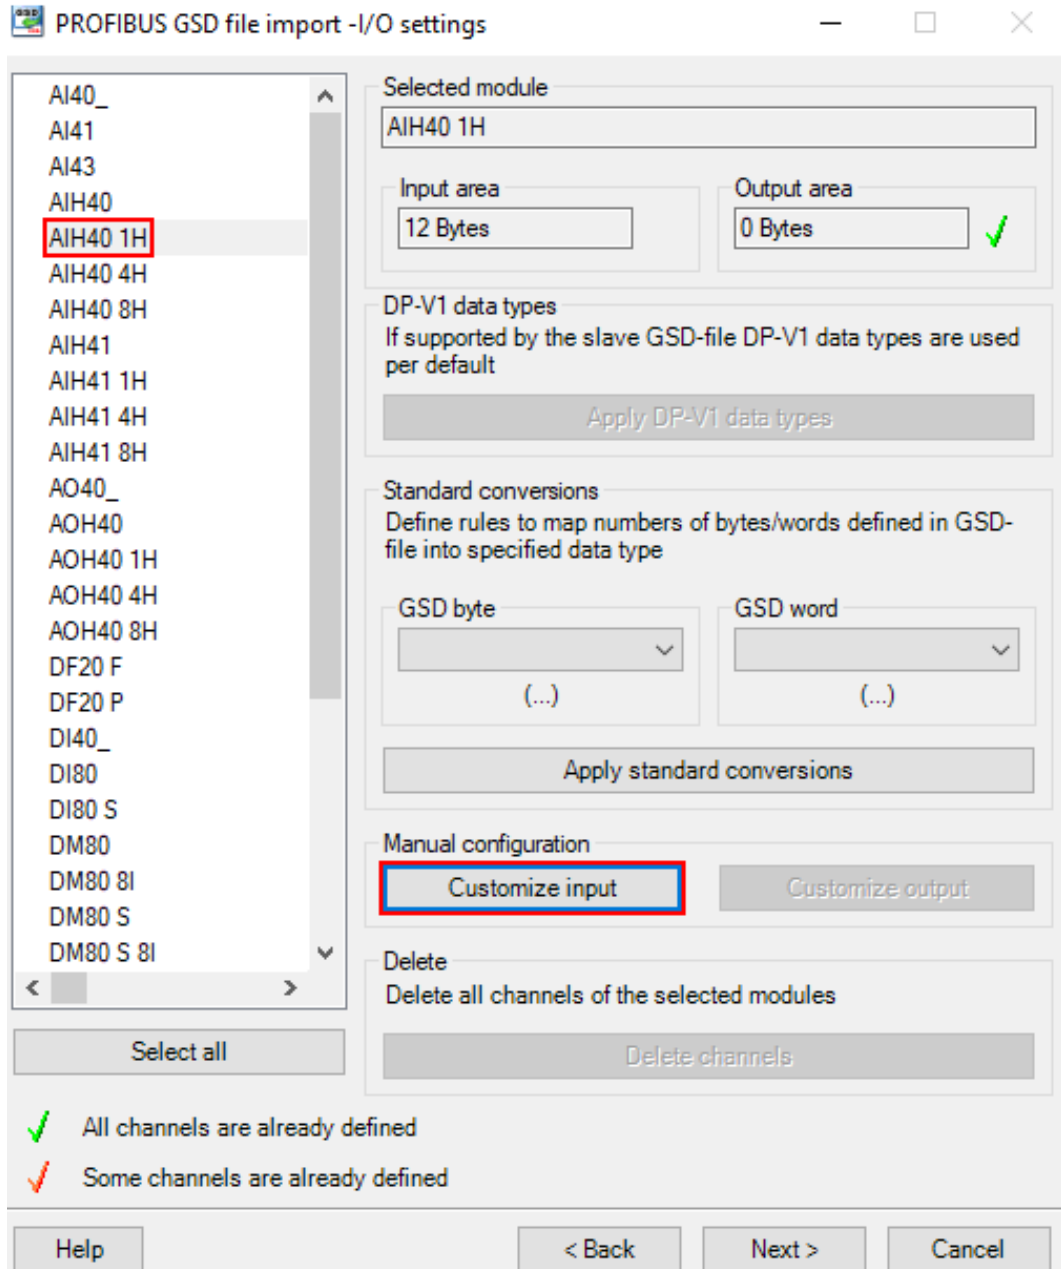 PROFIBUS GSD file import -I/O settings
AI40_
AI41
AI43
AIH40
AIH40 1H
AIH40 4H
AIH40 8H
AIH41
AIH41 1H
AIH41 4H
AIH41 8H
AO40_
AOH40
AOH40 1H
AOH40 4H
AOH40 8H
DF20 F
DF20 P
DI40_
DI80
DI80 S
DM80
DM80 8I
DM80 S
DM80 S 8I
Select all
Selected module
AIH40 1H
Input area
12 Bytes
Output area
0 Bytes
DP-V1 data types
If supported by the slave GSD-file DP-V1 data types are used
per default
Apply DP-V1 data types
Standard conversions
Define rules to map numbers of bytes/words defined in GSD-
file into specified data type
GSD byte
(...)
GSD word
(...)
Apply standard conversions
Manual configuration
Customize input
Customize output
Delete
Delete all channels of the selected modules
Delete channels
All channels are already defined
Some channels are already defined
Help
< Back
Next >
Cancel